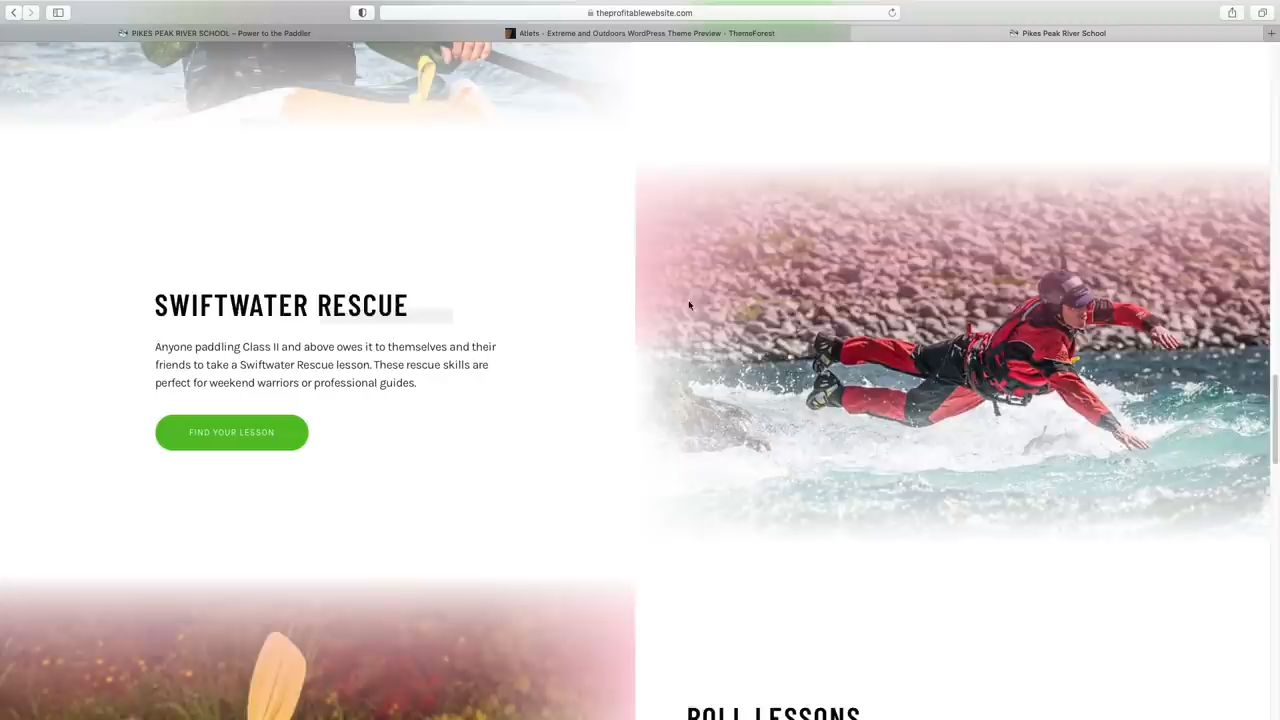 theprofitablewebsite.com
PIKES PEAK RIVER SCHOOL – Power to the Paddler
Atlets - Extreme and Outdoors WordPress Theme Preview - ThemeForest
Pikes Peak River School
SWIFTWATER RESCUE
Anyone paddling Class II and above owes it to themselves and their
friends to take a Swiftwater Rescue lesson. These rescue skills are
perfect for weekend warriors or professional guides.
FIND YOUR LESSON
ROLL LESSONS